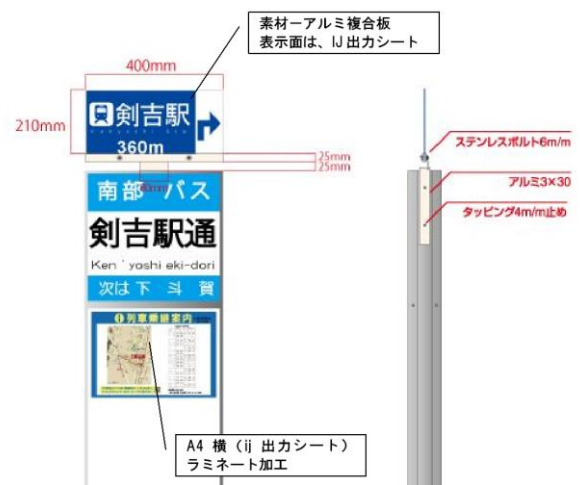 素材ーアルミ複合板
表示面は、IJ出力シート
400mm
210mm
剣吉駅
360m
25mm
25mm
ステンレスボルト6m/m
アルミ3×30
タッピング4m/m止め
南部 バス
剣吉駅通
Ken'yoshi eki-dori
次は 下 斗 賀
列車乗継案内
A4 横（ij 出力シート）
ラミネート加工